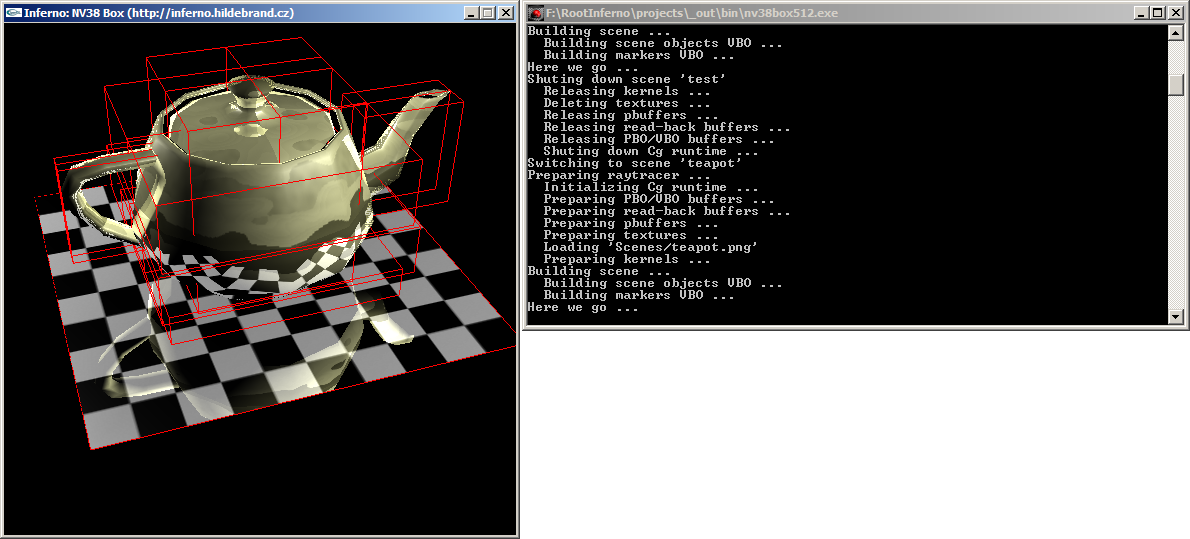 Inferno: NV38 Box (http://inferno.hildebrand.cz)
F:\RootInferno\projects\_out\bin\nv38box512.exe
Building scene ...
  Building scene objects VBO ...
  Building markers VBO ...
Here we go ...
Shuting down scene 'test'
  Releasing kernels ...
  Deleting textures ...
  Releasing pbuffers ...
  Releasing read-back buffers ...
  Releasing PBO/VBO buffers ...
  Shuting down Cg runtime ...
Switching to scene 'teapot'
Preparing raytracer ...
  Initializing Cg runtime ...
  Preparing PBO/VBO buffers ...
  Preparing read-back buffers ...
  Preparing pbuffers ...
  Preparing textures ...
  Loading 'Scenes/teapot.png'
  Preparing kernels ...
Building scene ...
  Building scene objects VBO ...
  Building markers VBO ...
Here we go ...